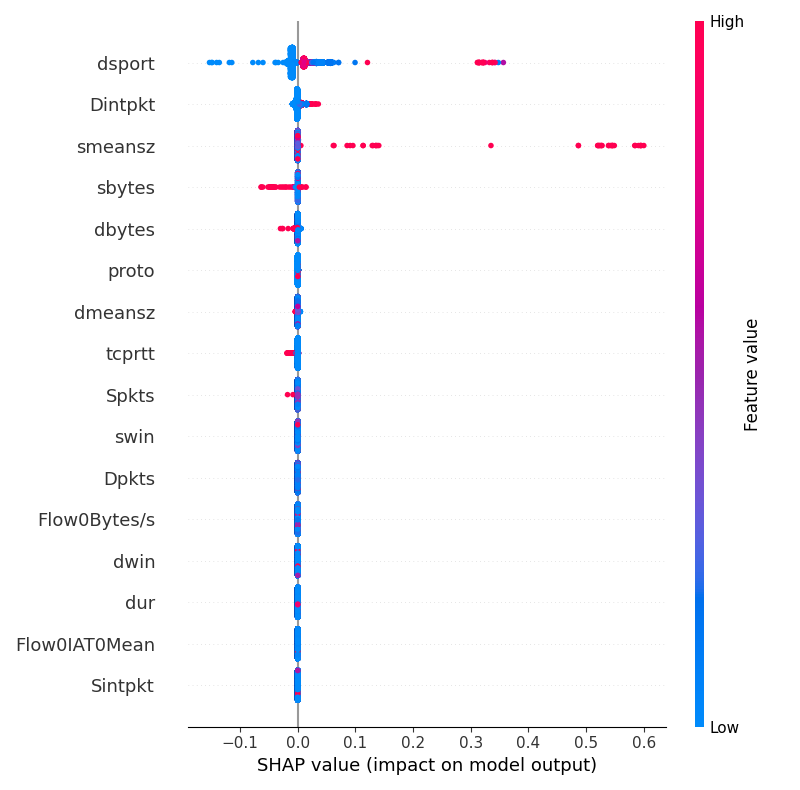 High
dsport
Dintpkt
smeansz
sbytes
dbytes
proto
dmeansz
tcprtt
Spkts
swin
Dpkts
Flow0Bytes/s
dwin
dur
Flow0IAT0Mean
Sintpkt
Feature value
Low
−0.1 0.0 0.1 0.2 0.3 0.4 0.5 0.6
SHAP value (impact on model output)